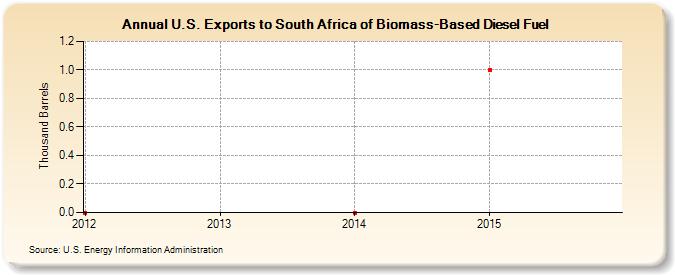 Annual U.S. Exports to South Africa of Biomass-Based Diesel Fuel
Thousand Barrels
1.2
1.0
0.8
0.6
0.4
0.2
0.0
2012 2013 2014 2015
Source: U.S. Energy Information Administration